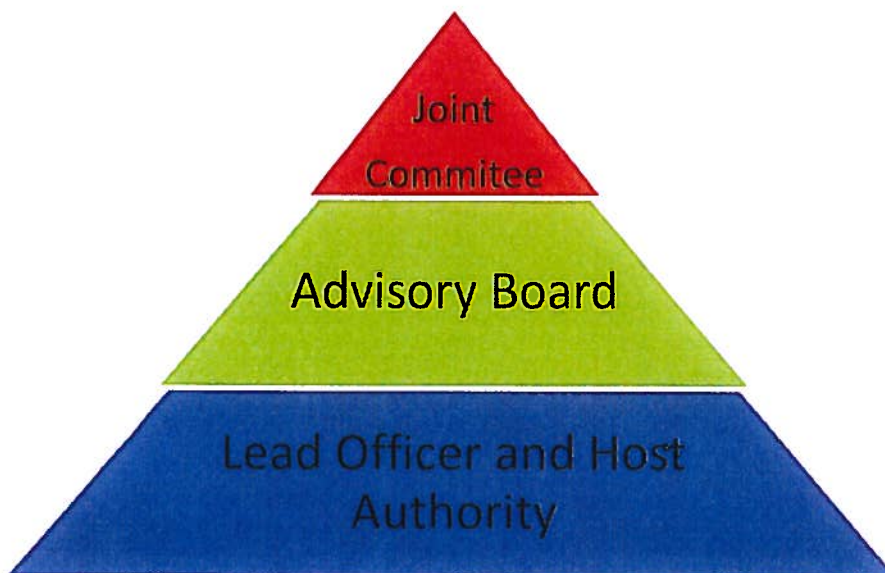 Joint
Commitee
Advisory Board
Lead Officer and Host
Authority